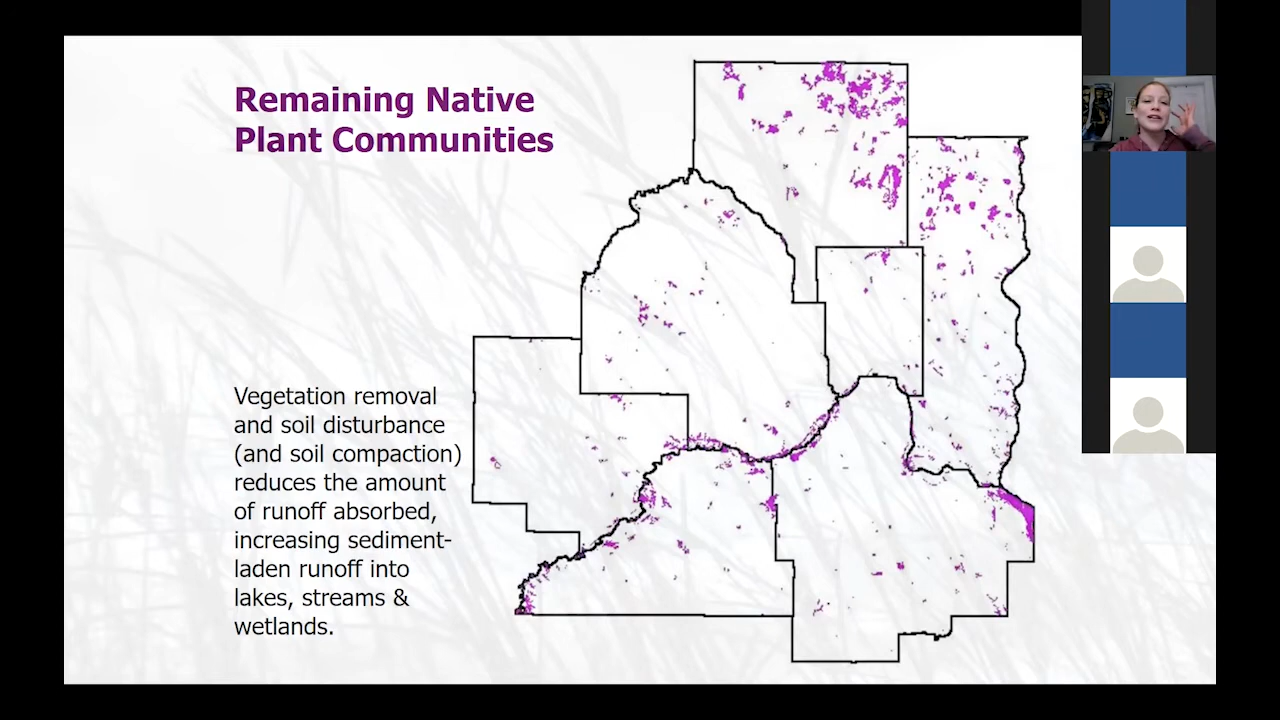 Remaining Native
Plant Communities
Vegetation removal
and soil disturbance
(and soil compaction)
reduces the amount
of runoff absorbed,
increasing sediment-
laden runoff into
lakes, streams &
wetlands.